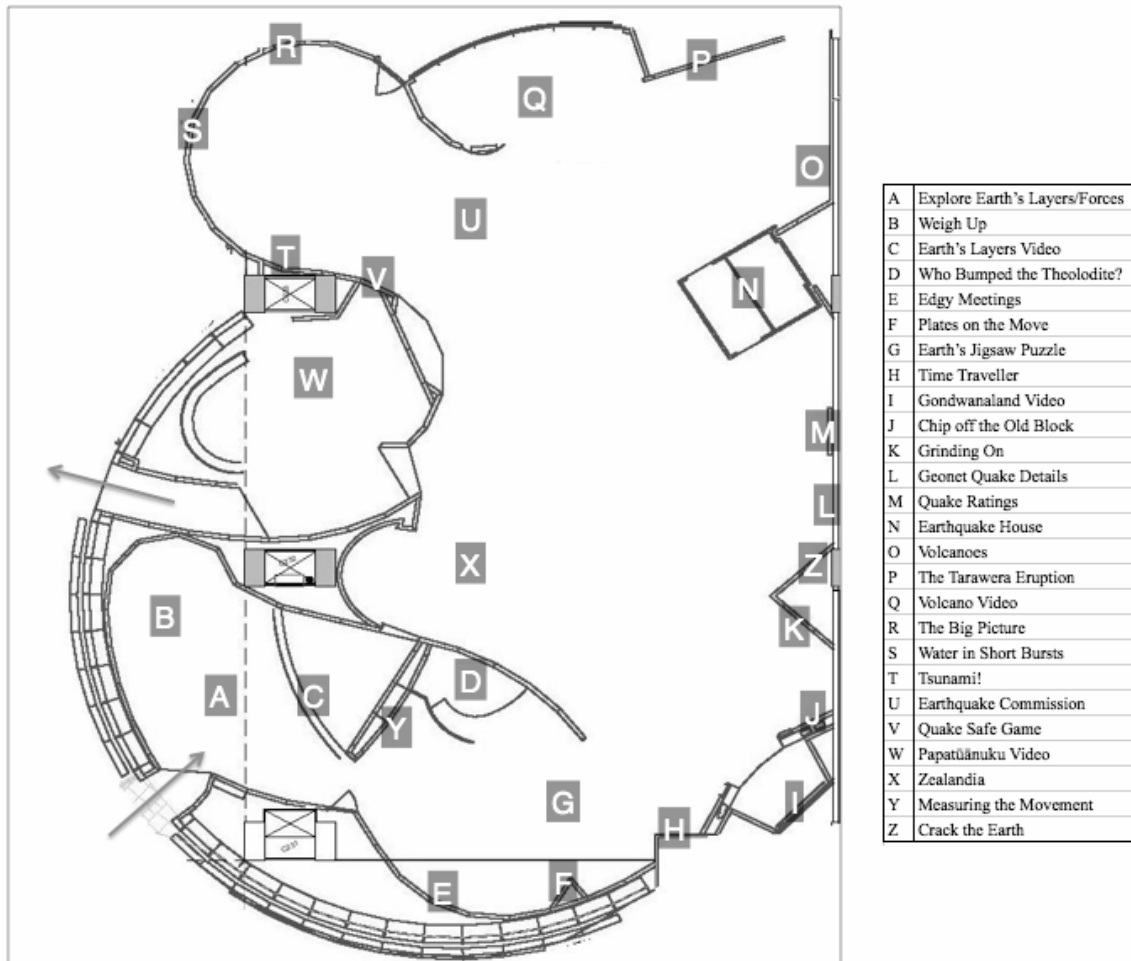 R
P
Q
S
O
U
T
V
N
W
M
L
X
Z
B
K
D
A
C
J
Y
G
I
H
F
E
A Explore Earth's Layers/Forces
B Weigh Up
C Earth's Layers Video
D Who Bumped the Theolodite?
E Edgy Meetings
F Plates on the Move
G Earth's Jigsaw Puzzle
H Time Traveller
I Gondwanaland Video
J Chip off the Old Block
K Grinding On
L Geonet Quake Details
M Quake Ratings
N Earthquake House
O Volcanoes
P The Tarawera Eruption
Q Volcano Video
R The Big Picture
S Water in Short Bursts
T Tsunami!
U Earthquake Commission
V Quake Safe Game
W Papatūānuku Video
X Zealandia
Y Measuring the Movement
Z Crack the Earth